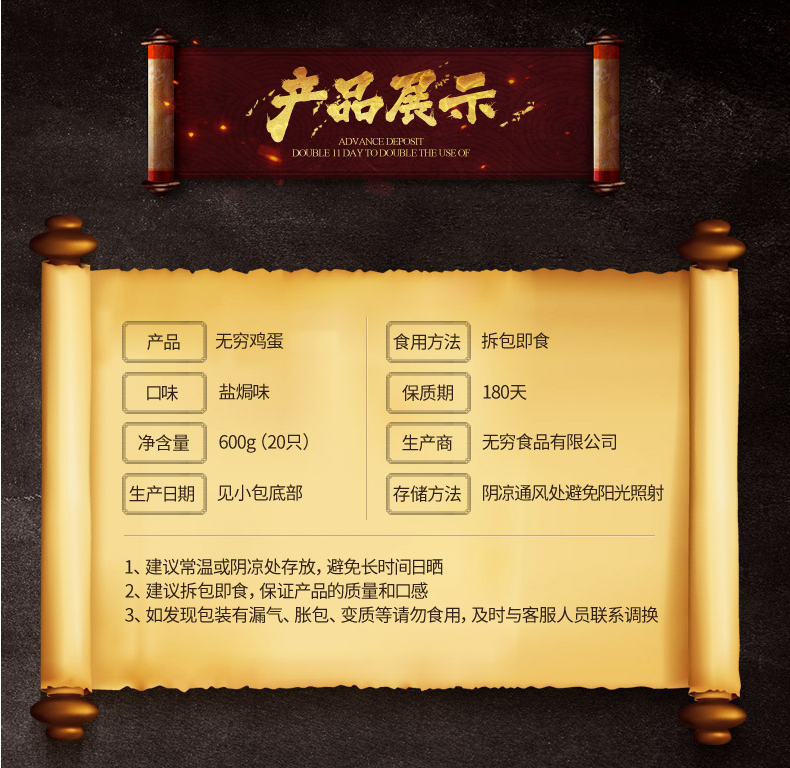 产品展示
ADVANCE DEPOSIT
DOUBLE 11 DAY TO DOUBLE THE USE OF
产品 无穷鸡蛋
食用方法 拆包即食
口味 盐焗味
保质期 180天
净含量 600g（20只）
生产商 无穷食品有限公司
生产日期 见小包底部
存储方法 阴凉通风处避免阳光照射
1、建议常温或阴凉处存放，避免长时间日晒
2、建议拆包即食，保证产品的质量和口感
3、如发现包装有漏气、胀包、变质等请勿食用，及时与客服人员联系调换